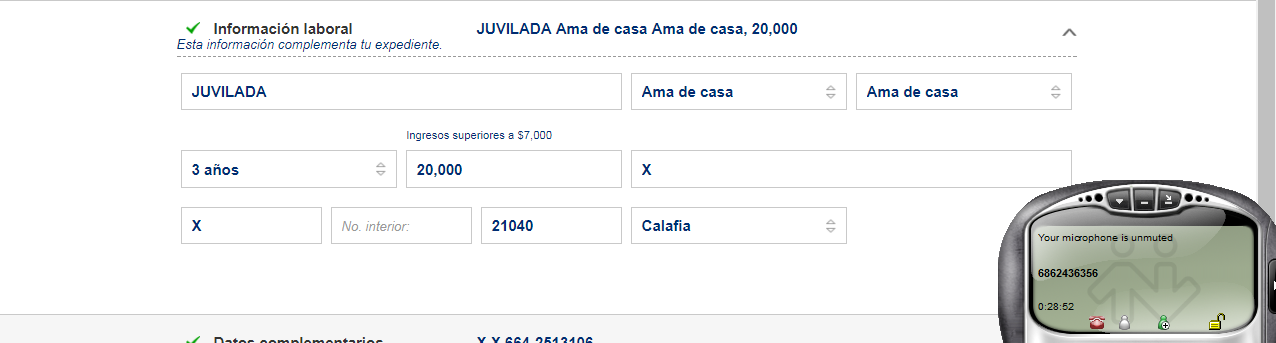 Información laboral JUVILADA Ama de casa Ama de casa, 20,000
Esta información complementa tu expediente.
JUVILADA Ama de casa Ama de casa
Ingresos superiores a $7,000
3 años 20,000 X
X No. interior: 21040 Calafia
Your microphone is unmuted
6862436356
0:28:52
Datos complementarios X X 664-2513106